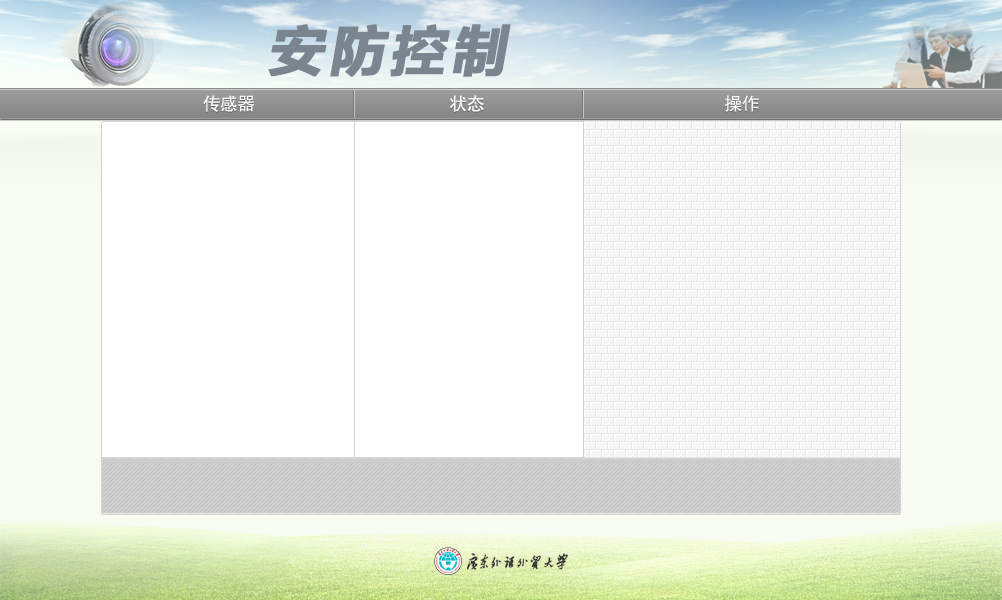 安防控制
传感器 状态 操作
广东外语外贸大学